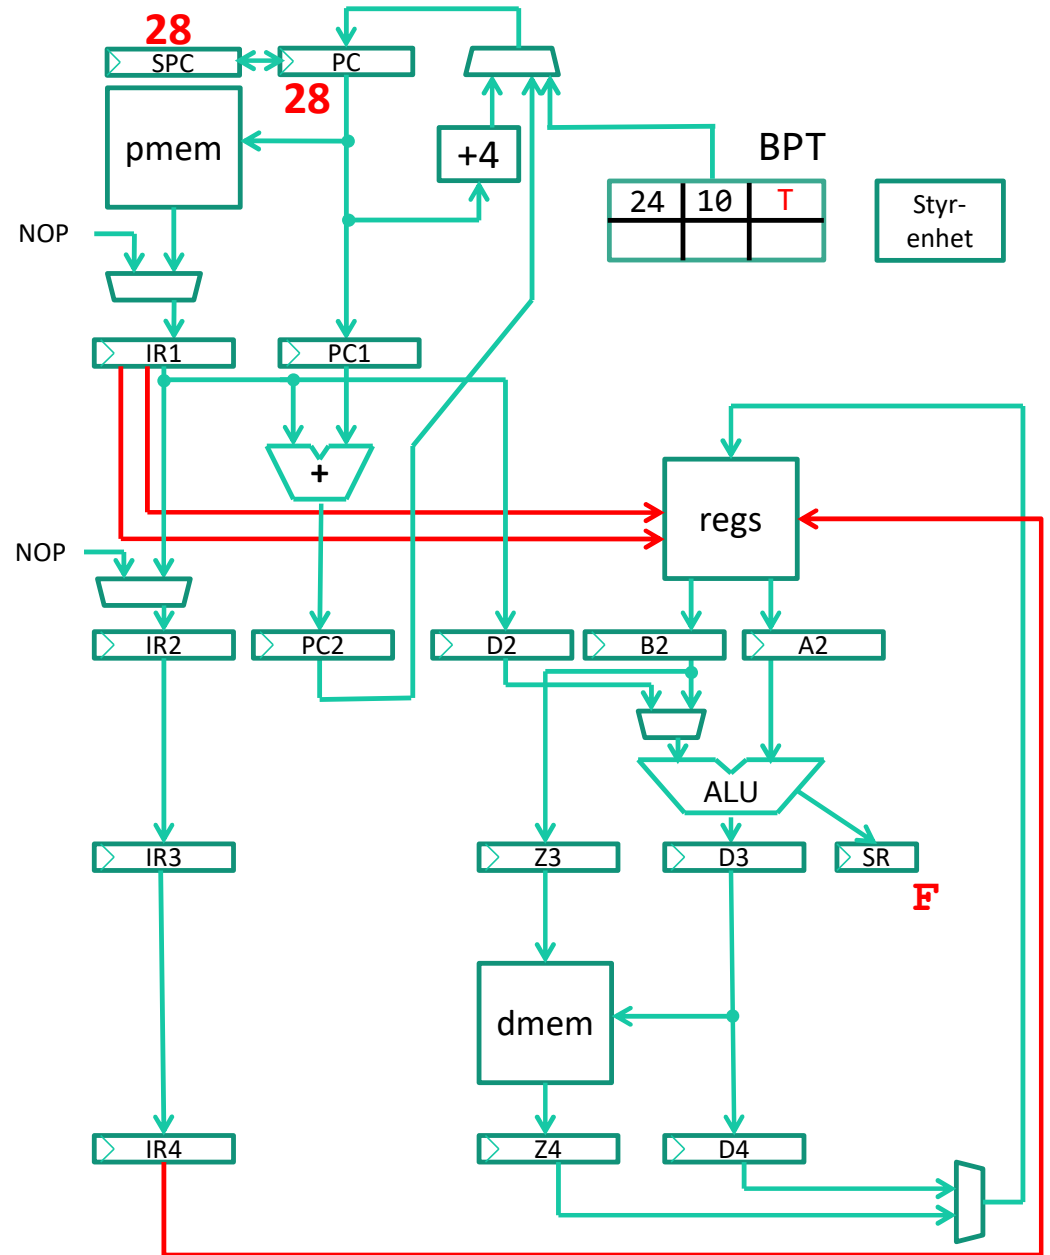 28
SPC
PC
28
pmem
+4
BPT
24 10 T
Styr-
enhet
NOP
IR1
PC1
+
regs
NOP
IR2
PC2
D2
B2
A2
ALU
IR3
Z3
D3
SR
F
dmem
IR4
Z4
D4